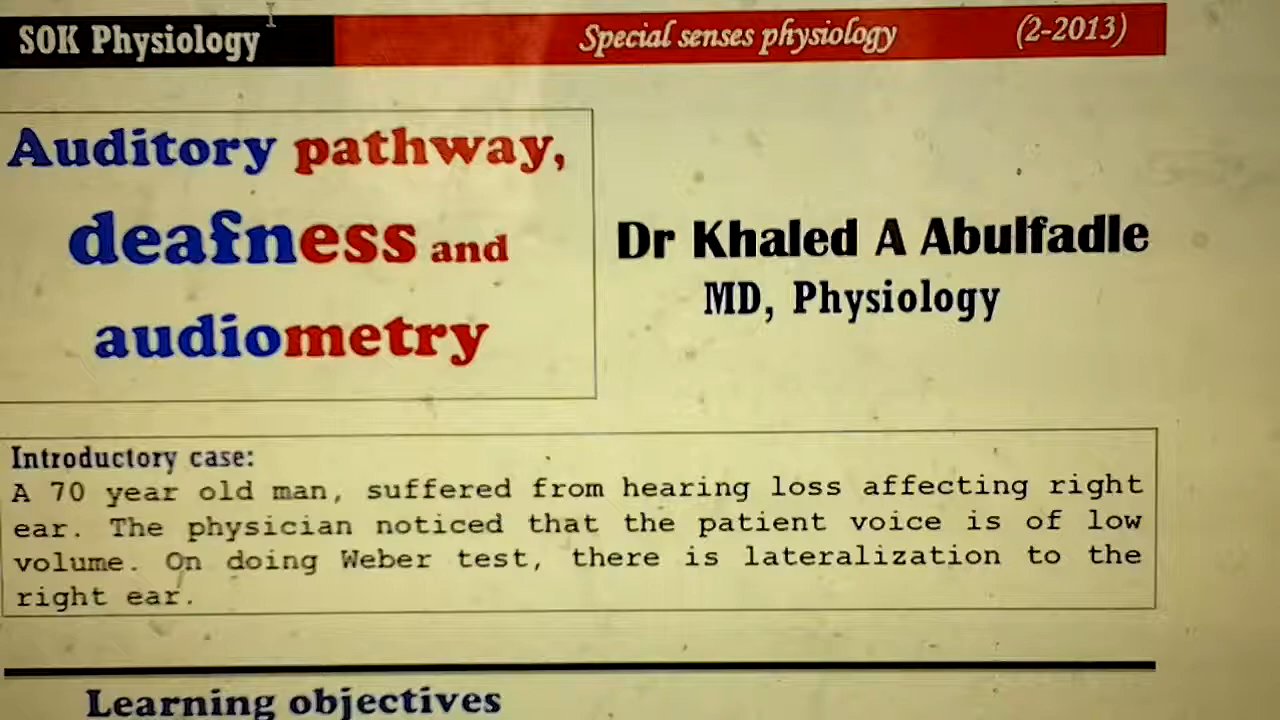 SOK Physiology Special senses physiology (2-2013)
Auditory pathway,
deafness and
audiometry
Dr Khaled A Abulfadle
MD, Physiology
Introductory case:
A 70 year old man, suffered from hearing loss affecting right
ear. The physician noticed that the patient voice is of low
volume. On doing Weber test, there is lateralization to the
right ear.
Learning objectives